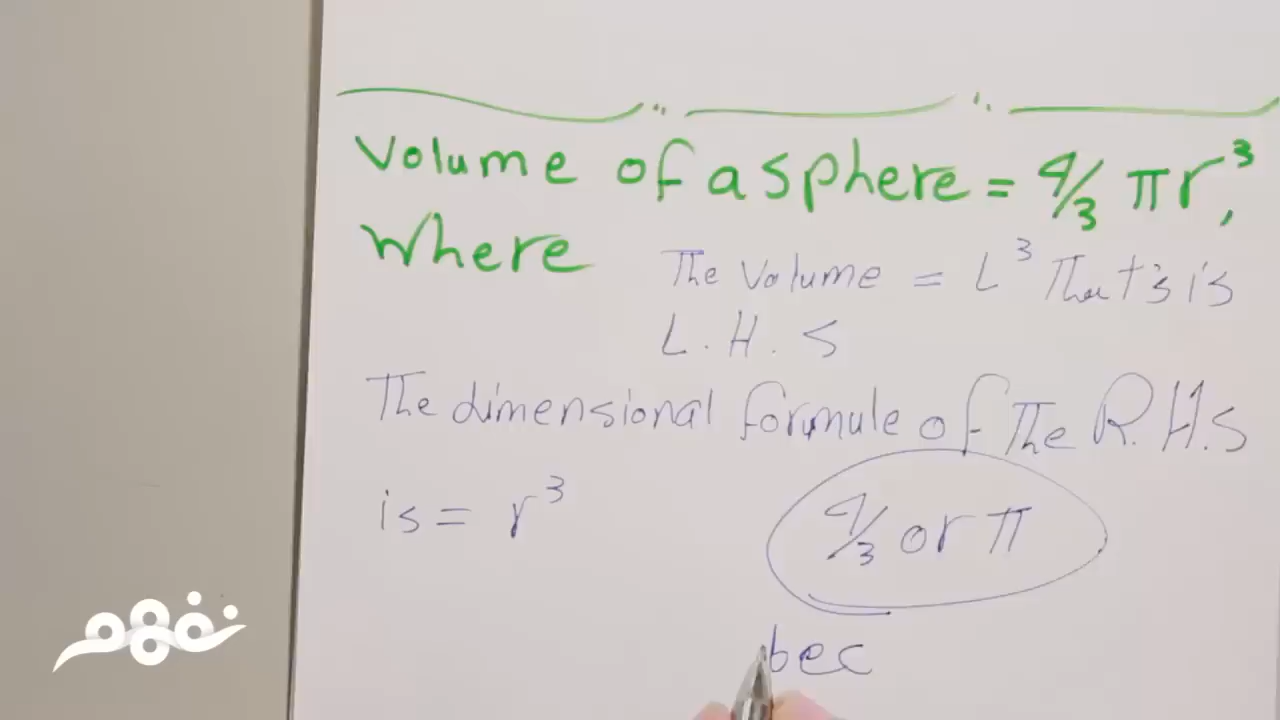 Volume of a sphere = 4/3 πr³,
where
The Volume = L³ That's is
L.H.S
The dimensional formule of The R.H.S
is = r³
4/3 or π
bec
نفهم